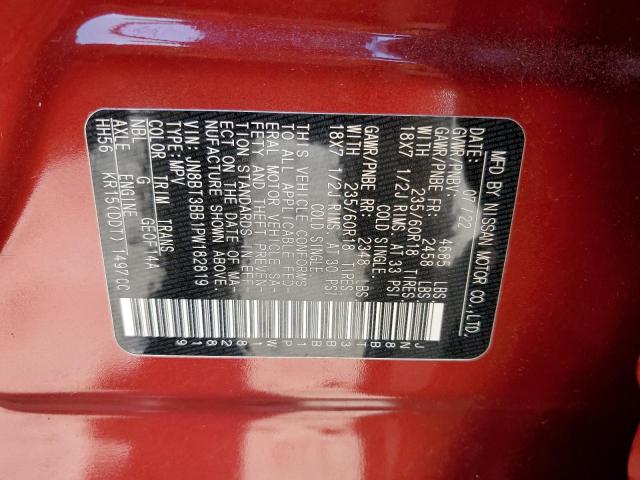 MFD BY NISSAN MOTOR CO.,LTD.
DATE: 07/22
GVWR/PNBV: 4685 LBS
GAWR/PNBE FR: 2458 LBS
WITH 235/60R18 TIRES
18X7 1/2J RIMS, AT 33 PSI
COLD SINGLE
GAWR/PNBE RR: 2348 LBS
WITH 235/60R18 TIRES
18X7 1/2J RIMS, AT 30 PSI
COLD SINGLE
THIS VEHICLE CONFORMS
TO ALL APPLICABLE FED-
ERAL MOTOR VEHICLE SA-
FETY AND THEFT PREVEN-
TION STANDARDS IN EFF-
ECT ON THE DATE OF MA-
NUFACTURE SHOWN ABOVE.
VIN: JN8BT3BB1PW182819
TYPE: MPV
COLOR TRIM TRANS
NBL G GEOF14A
AXLE ENGINE
HH56 KR15(DDT) 1497CC
JN8BT3BB1PW182819